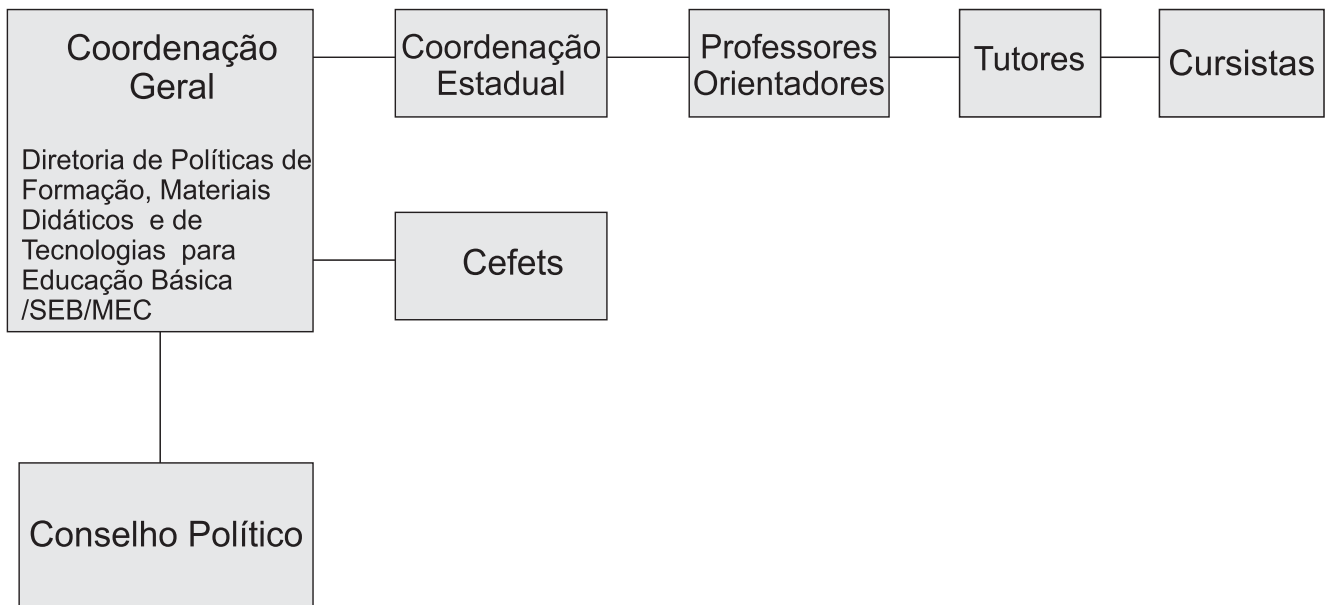 Coordenação
Geral
Diretoria de Políticas de
Formação, Materiais
Didáticos e de
Tecnologias para
Educação Básica
/SEB/MEC
Coordenação
Estadual
Professores
Orientadores
Tutores
Cursistas
Cefets
Conselho Político